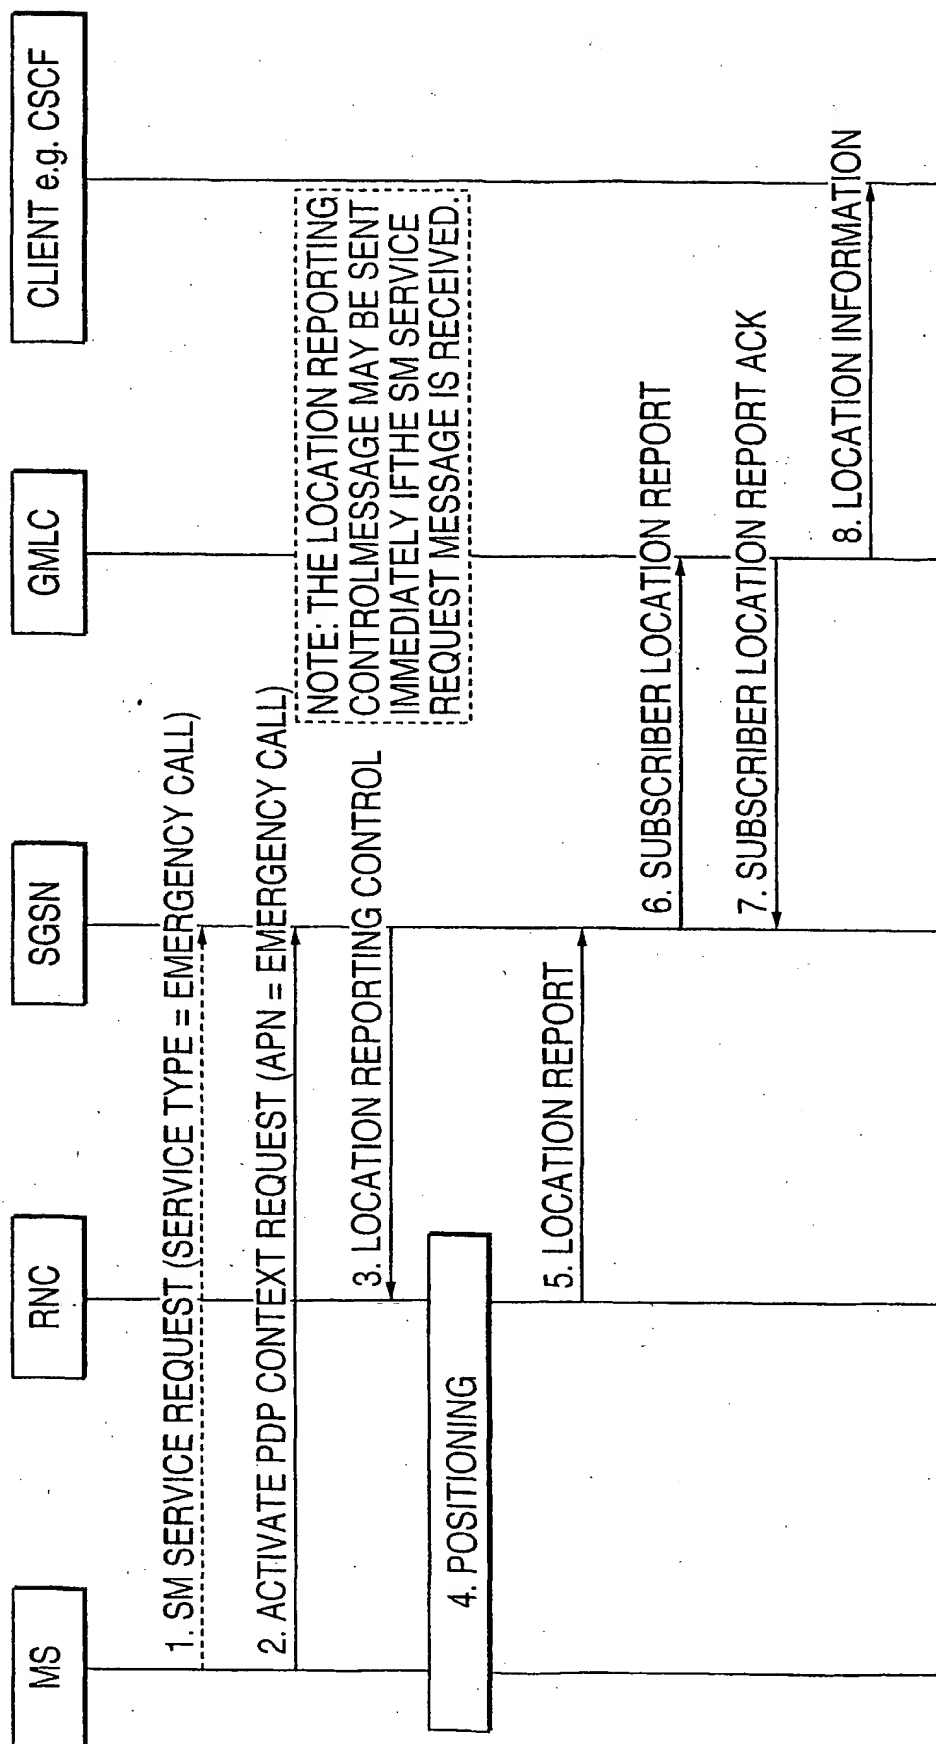 MS
RNC
SGSN
GMLC
CLIENT e.g. CSCF
1. SM SERVICE REQUEST (SERVICE TYPE = EMERGENCY CALL)
2. ACTIVATE PDP CONTEXT REQUEST (APN = EMERGENCY CALL)
NOTE: THE LOCATION REPORTING
CONTROLMESSAGE MAY BE SENT
IMMEDIATELY IFTHE SM SERVICE
REQUEST MESSAGE IS RECEIVED.
3. LOCATION REPORTING CONTROL
4. POSITIONING
5. LOCATION REPORT
6. SUBSCRIBER LOCATION REPORT
7. SUBSCRIBER LOCATION REPORT ACK
8. LOCATION INFORMATION